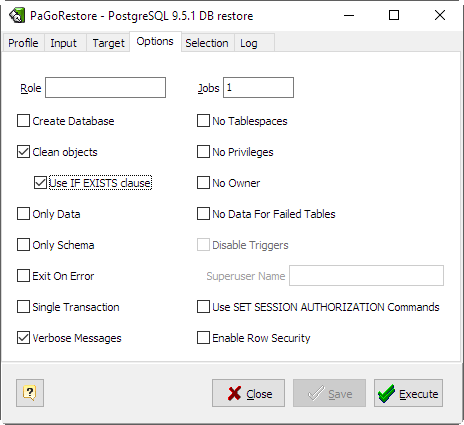 PaGoRestore - PostgreSQL 9.5.1 DB restore
Profile Input Target Options Selection Log
Role Jobs 1
Create Database No Tablespaces
Clean objects No Privileges
Use IF EXISTS clause No Owner
Only Data No Data For Failed Tables
Only Schema Disable Triggers
Exit On Error Superuser Name
Single Transaction Use SET SESSION AUTHORIZATION Commands
Verbose Messages Enable Row Security
? Close Save Execute